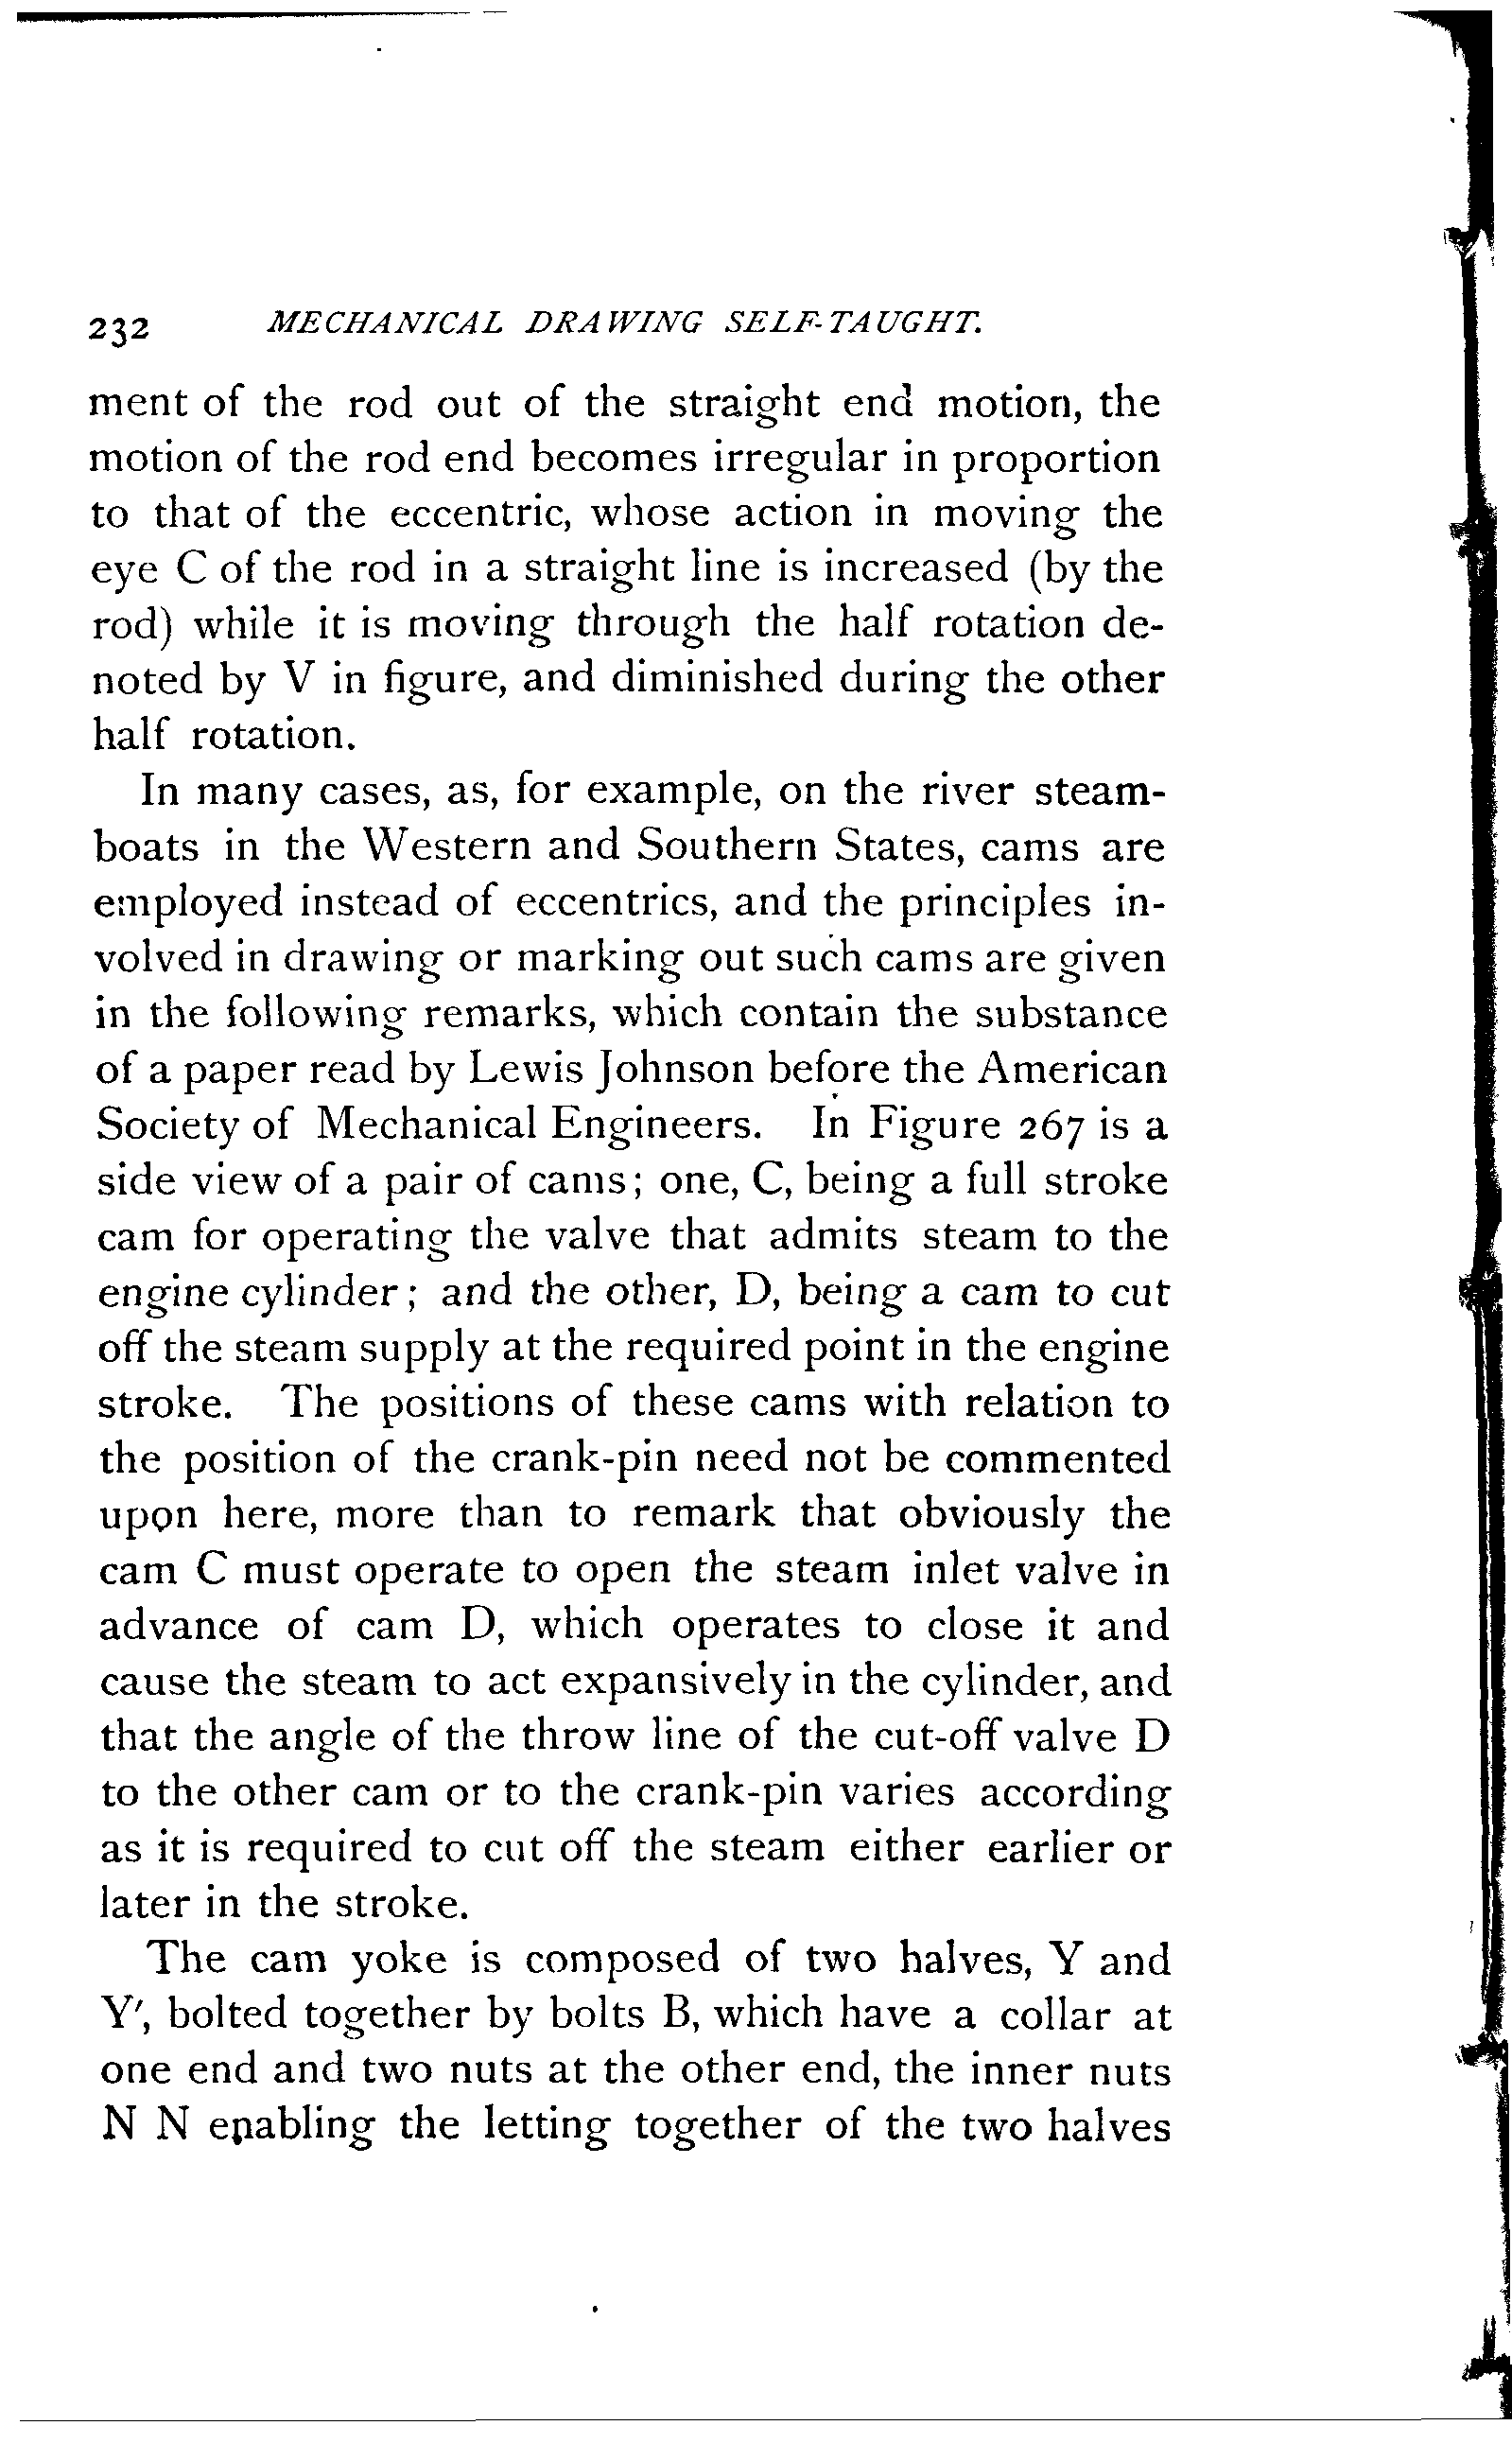 232 MECHANICAL DRAWING SELF-TAUGHT.
ment of the rod out of the straight end motion, the
motion of the rod end becomes irregular in proportion
to that of the eccentric, whose action in moving the
eye C of the rod in a straight line is increased (by the
rod) while it is moving through the half rotation de-
noted by V in figure, and diminished during the other
half rotation.
In many cases, as, for example, on the river steam-
boats in the Western and Southern States, cams are
employed instead of eccentrics, and the principles in-
volved in drawing or marking out such cams are given
in the following remarks, which contain the substance
of a paper read by Lewis Johnson before the American
Society of Mechanical Engineers. In Figure 267 is a
side view of a pair of cams; one, C, being a full stroke
cam for operating the valve that admits steam to the
engine cylinder; and the other, D, being a cam to cut
off the steam supply at the required point in the engine
stroke. The positions of these cams with relation to
the position of the crank-pin need not be commented
upon here, more than to remark that obviously the
cam C must operate to open the steam inlet valve in
advance of cam D, which operates to close it and
cause the steam to act expansively in the cylinder, and
that the angle of the throw line of the cut-off valve D
to the other cam or to the crank-pin varies according
as it is required to cut off the steam either earlier or
later in the stroke.
The cam yoke is composed of two halves, Y and
Y′, bolted together by bolts B, which have a collar at
one end and two nuts at the other end, the inner nuts
N N enabling the letting together of the two halves